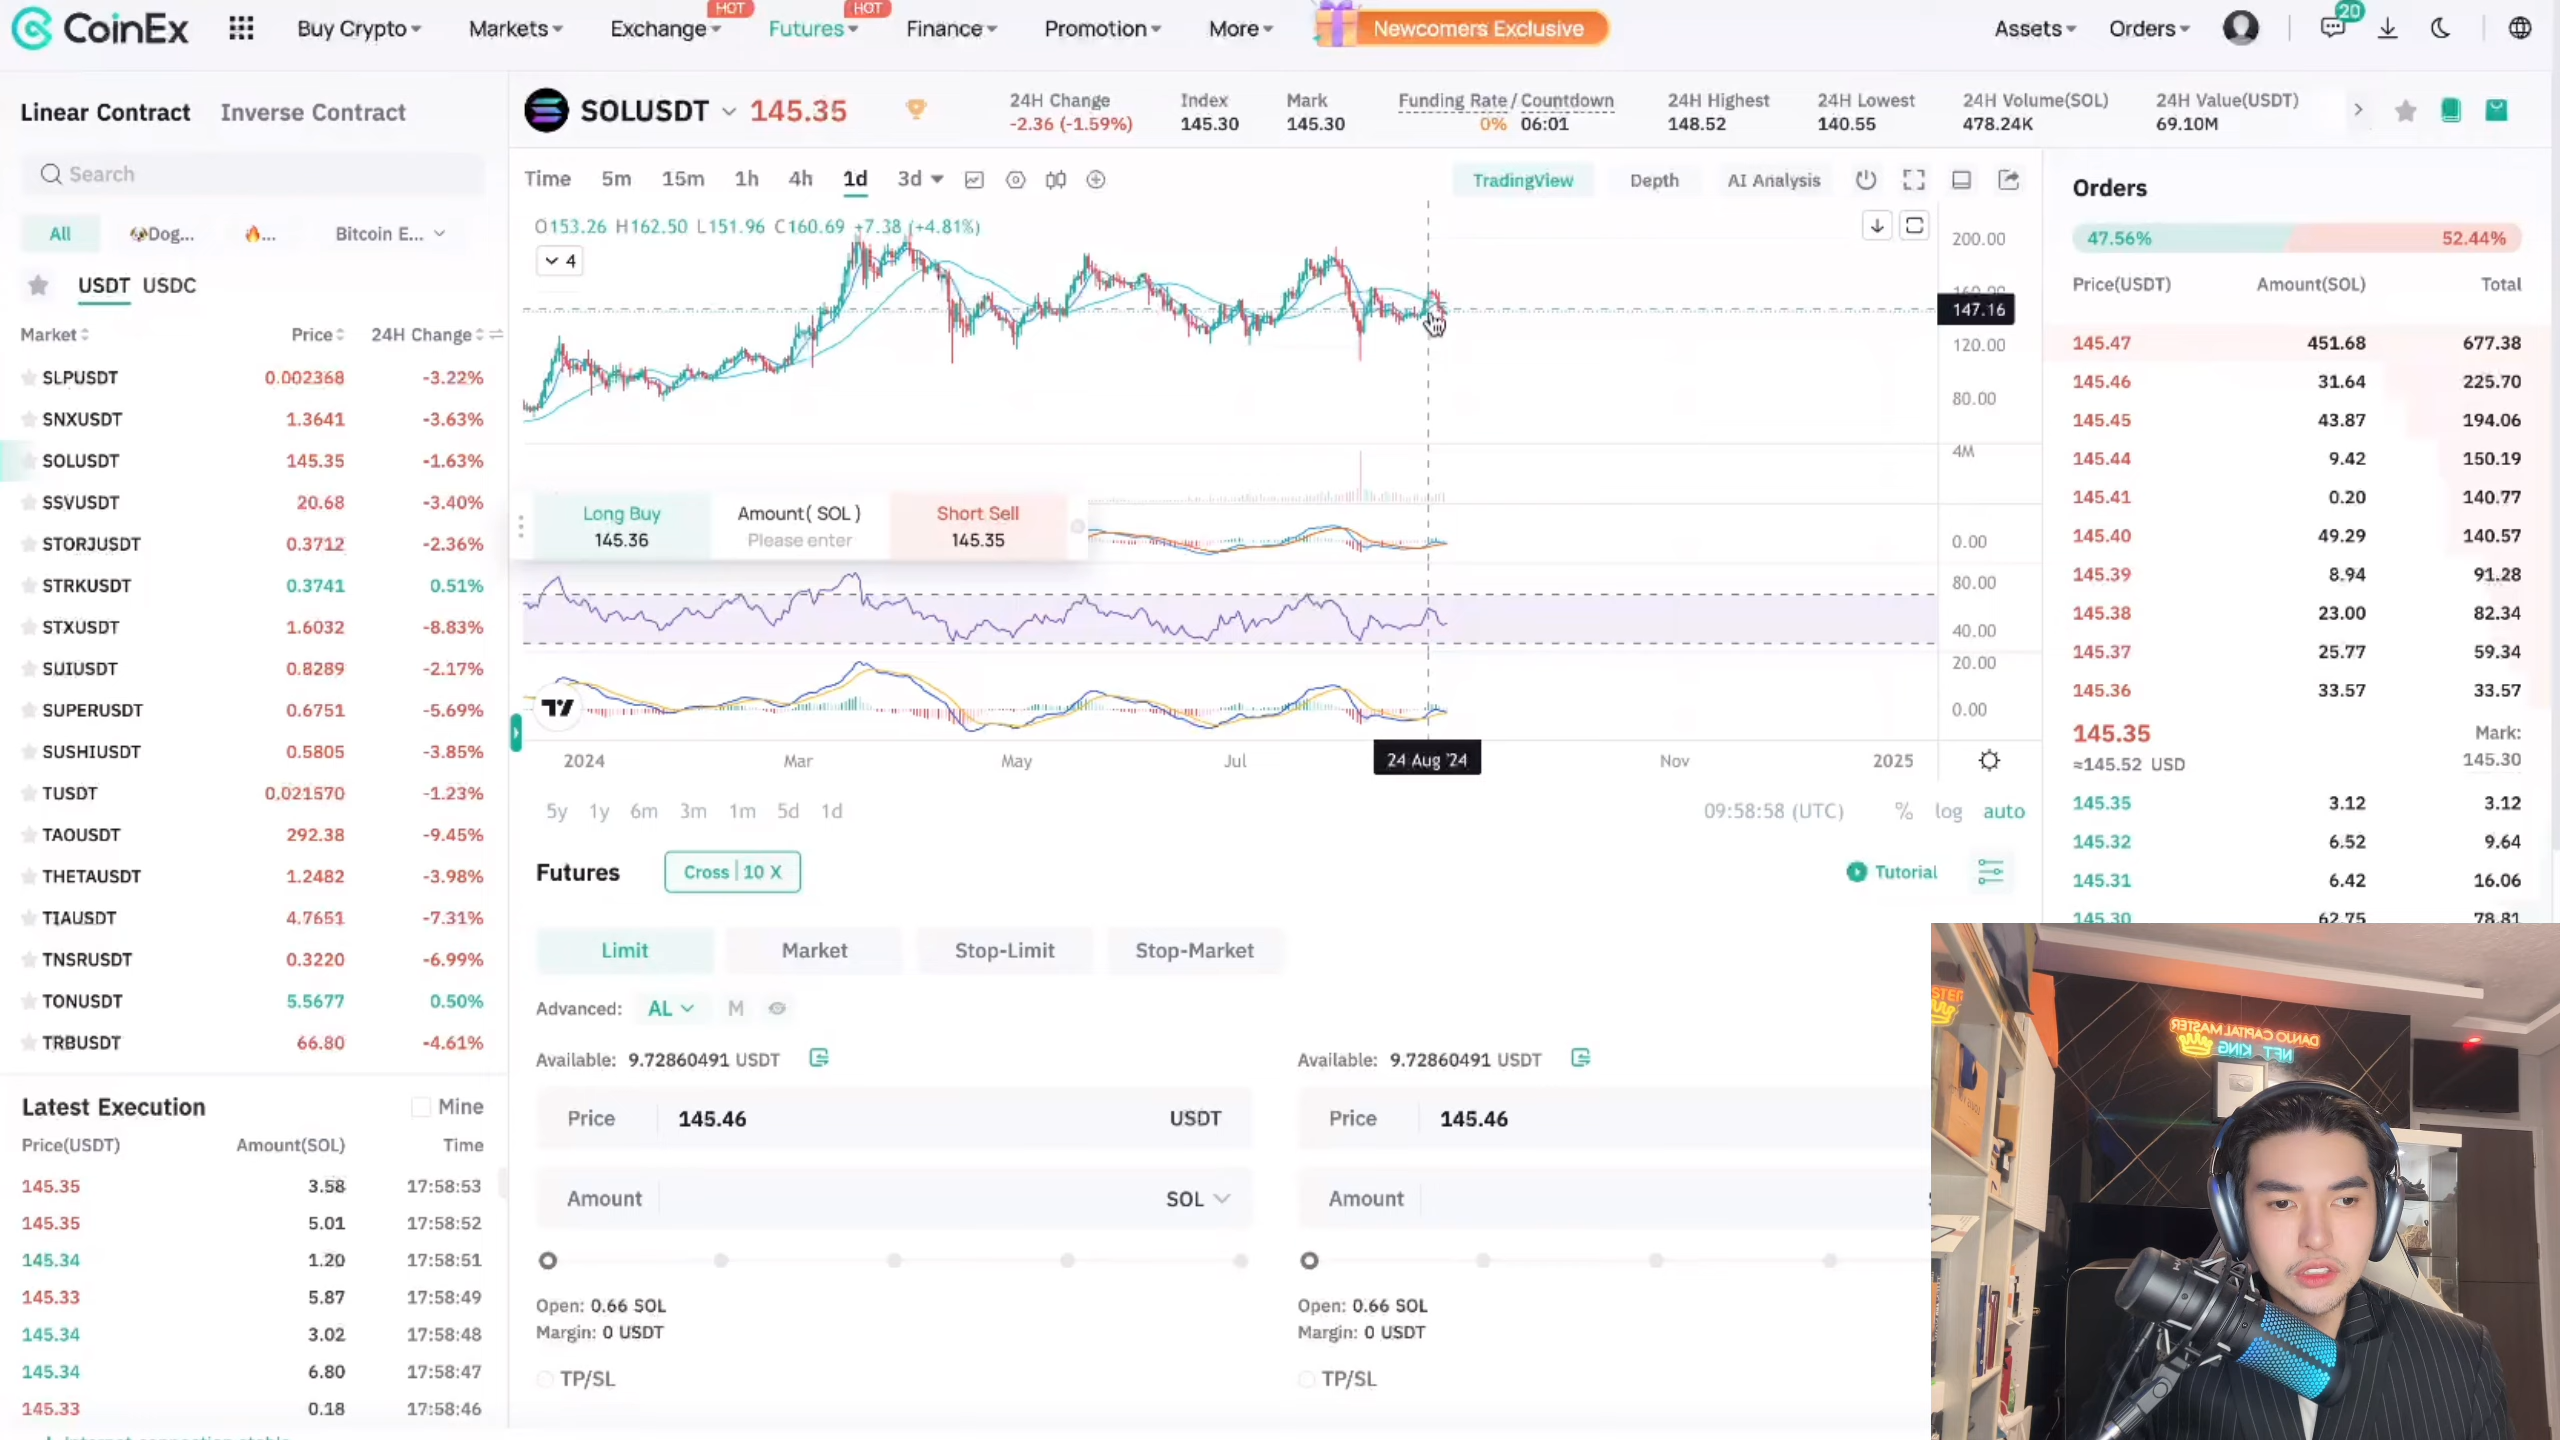 CoinEx
Buy Crypto
Markets
Exchange
HOT
Futures
HOT
Finance
Promotion
More
Newcomers Exclusive
Assets
Orders
20
Linear Contract Inverse Contract
Search
All Dog... ... Bitcoin E...
USDT USDC
Market Price 24H Change
SLPUSDT 0.002368 -3.22%
SNXUSDT 1.3641 -3.63%
SOLUSDT 145.35 -1.63%
SSVUSDT 20.68 -3.40%
STORJUSDT 0.3712 -2.36%
STRKUSDT 0.3741 0.51%
STXUSDT 1.6032 -8.83%
SUIUSDT 0.8289 -2.17%
SUPERUSDT 0.6751 -5.69%
SUSHIUSDT 0.5805 -3.85%
TUSDT 0.021570 -1.23%
TAOUSDT 292.38 -9.45%
THETAUSDT 1.2482 -3.98%
TIAUSDT 4.7651 -7.31%
TNSRUSDT 0.3220 -6.99%
TONUSDT 5.5677 0.50%
TRBUSDT 66.80 -4.61%
Latest Execution Mine
Price(USDT) Amount(SOL) Time
145.35 3.58 17:58:53
145.35 5.01 17:58:52
145.34 1.20 17:58:51
145.33 5.87 17:58:49
145.34 3.02 17:58:48
145.34 6.80 17:58:47
145.33 0.18 17:58:46
SOLUSDT 145.35
24H Change
-2.36 (-1.59%)
Index
145.30
Mark
145.30
Funding Rate / Countdown
0% 06:01
24H Highest
148.52
24H Lowest
140.55
24H Volume(SOL)
478.24K
24H Value(USDT)
69.10M
Time 5m 15m 1h 4h 1d 3d
TradingView Depth AI Analysis
O153.26 H162.50 L151.96 C160.69 +7.38 (+4.81%)
4
200.00
160.00
147.16
120.00
80.00
4M
0.00
80.00
40.00
20.00
0.00
Long Buy
145.36
Amount( SOL )
Please enter
Short Sell
145.35
2024 Mar May Jul 24 Aug '24 Nov 2025
5y 1y 6m 3m 1m 5d 1d
09:58:58 (UTC) % log auto
Futures Cross | 10 X Tutorial
Limit Market Stop-Limit Stop-Market
Advanced: AL M
Available: 9.72860491 USDT
Price 145.46 USDT
Amount SOL
Open: 0.66 SOL
Margin: 0 USDT
TP/SL
Available: 9.72860491 USDT
Price 145.46
Amount
Open: 0.66 SOL
Margin: 0 USDT
TP/SL
Orders
47.56% 52.44%
Price(USDT) Amount(SOL) Total
145.47 451.68 677.38
145.46 31.64 225.70
145.45 43.87 194.06
145.44 9.42 150.19
145.41 0.20 140.77
145.40 49.29 140.57
145.39 8.94 91.28
145.38 23.00 82.34
145.37 25.77 59.34
145.36 33.57 33.57
145.35 Mark:
≈145.52 USD 145.30
145.35 3.12 3.12
145.32 6.52 9.64
145.31 6.42 16.06
145.30 62.75 78.81
DANJO CAPITAL MASTER
NFT KING